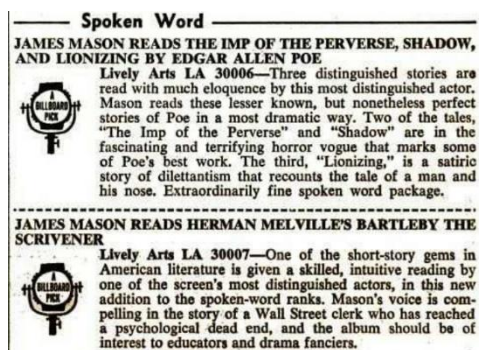 Spoken Word
JAMES MASON READS THE IMP OF THE PERVERSE, SHADOW,
AND LIONIZING BY EDGAR ALLEN POE
BILLBOARD
PICK
Lively Arts LA 30006—Three distinguished stories are
read with much eloquence by this most distinguished actor.
Mason reads these lesser known, but nonetheless perfect
stories of Poe in a most dramatic way. Two of the tales,
"The Imp of the Perverse" and "Shadow" are in the
fascinating and terrifying horror vogue that marks some
of Poe's best work. The third, "Lionizing," is a satiric
story of dilettantism that recounts the tale of a man and
his nose. Extraordinarily fine spoken word package.
JAMES MASON READS HERMAN MELVILLE'S BARTLEBY THE
SCRIVENER
BILLBOARD
PICK
Lively Arts LA 30007—One of the short-story gems in
American literature is given a skilled, intuitive reading by
one of the screen's most distinguished actors, in this new
addition to the spoken-word ranks. Mason's voice is com-
pelling in the story of a Wall Street clerk who has reached
a psychological dead end, and the album should be of
interest to educators and drama fanciers.